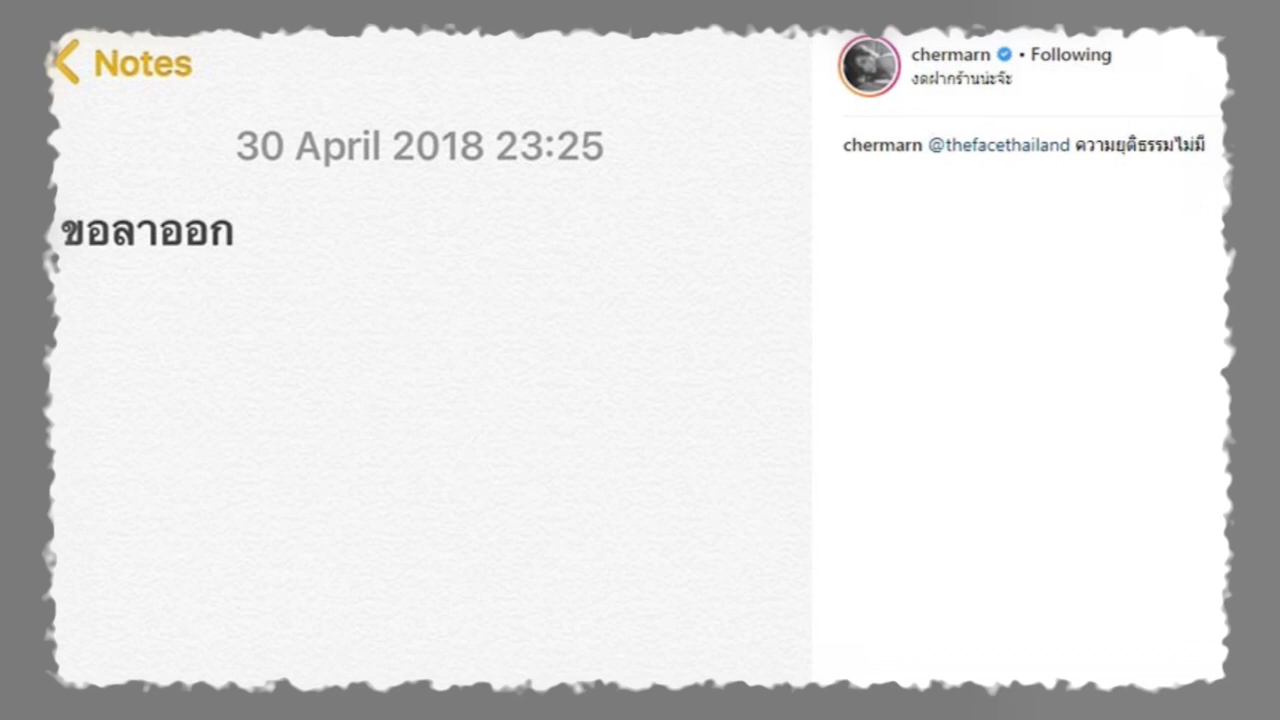 Notes
30 April 2018 23:25
ขอลาออก
chermarn • Following
งดฝากร้านน่ะจ๊ะ
chermarn @thefacethailand ความยุติธรรมไม่มี